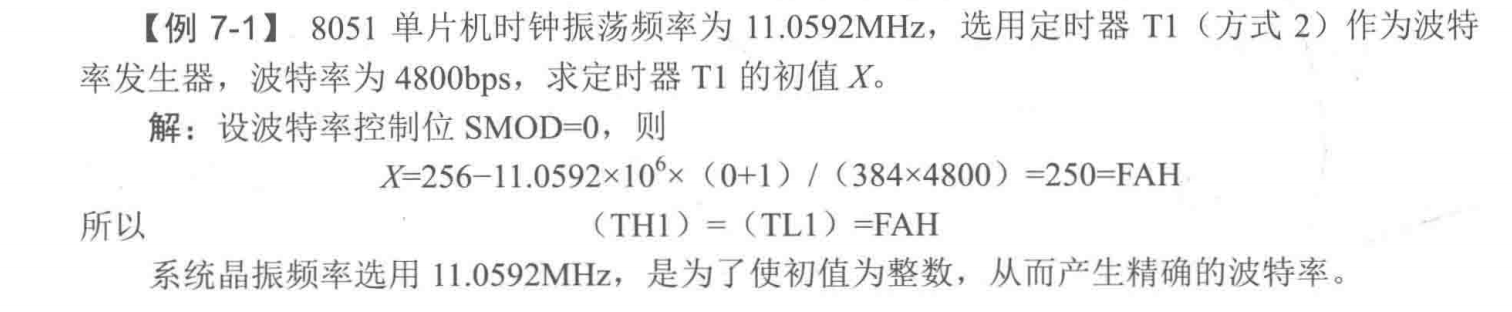 【例 7-1】 8051 单片机时钟振荡频率为 11.0592MHz，选用定时器 T1（方式 2）作为波特
率发生器，波特率为 4800bps，求定时器 T1 的初值 X。
解：设波特率控制位 SMOD=0，则
X=256−11.0592×10⁶×（0+1）/（384×4800）=250=FAH
所以 （TH1）=（TL1）=FAH
系统晶振频率选用 11.0592MHz，是为了使初值为整数，从而产生精确的波特率。